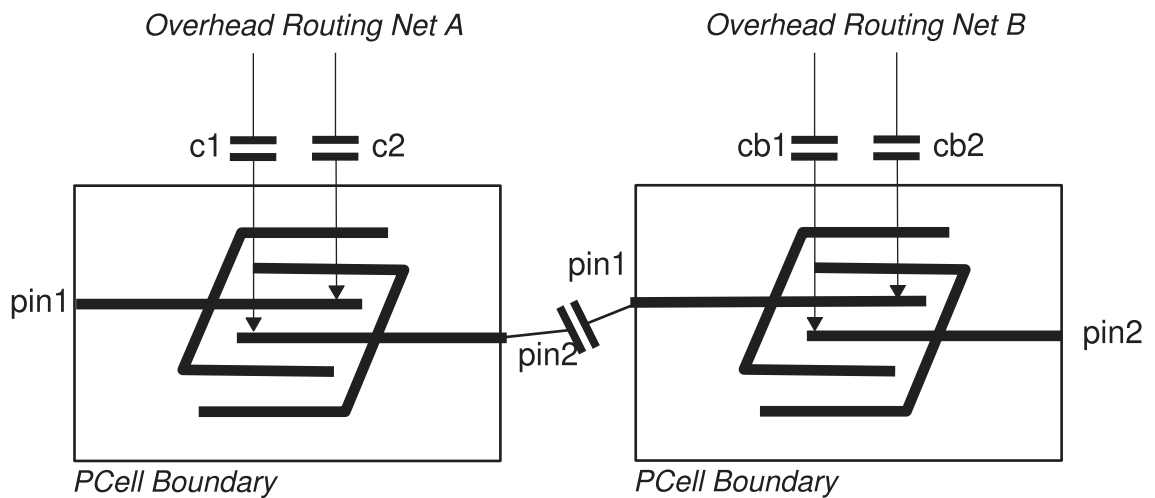 Overhead Routing Net A
Overhead Routing Net B
c1
c2
cb1
cb2
pin1
pin1
pin2
pin2
PCell Boundary
PCell Boundary